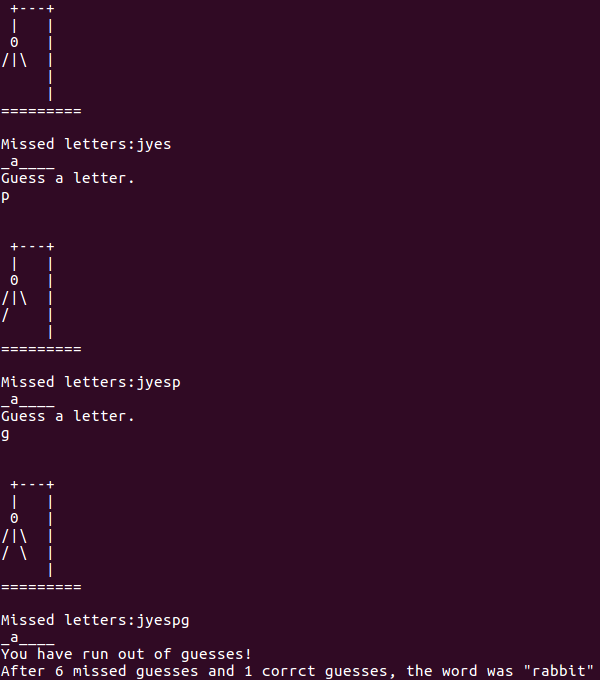 +---+
 |   |
 0   |
/|\  |
     |
     |
=========

Missed letters:jyes
_a____
Guess a letter.
p


 +---+
 |   |
 0   |
/|\  |
/    |
     |
=========

Missed letters:jyesp
_a____
Guess a letter.
g


 +---+
 |   |
 0   |
/|\  |
/ \  |
     |
=========

Missed letters:jyespg
_a____
You have run out of guesses!
After 6 missed guesses and 1 corrct guesses, the word was "rabbit"